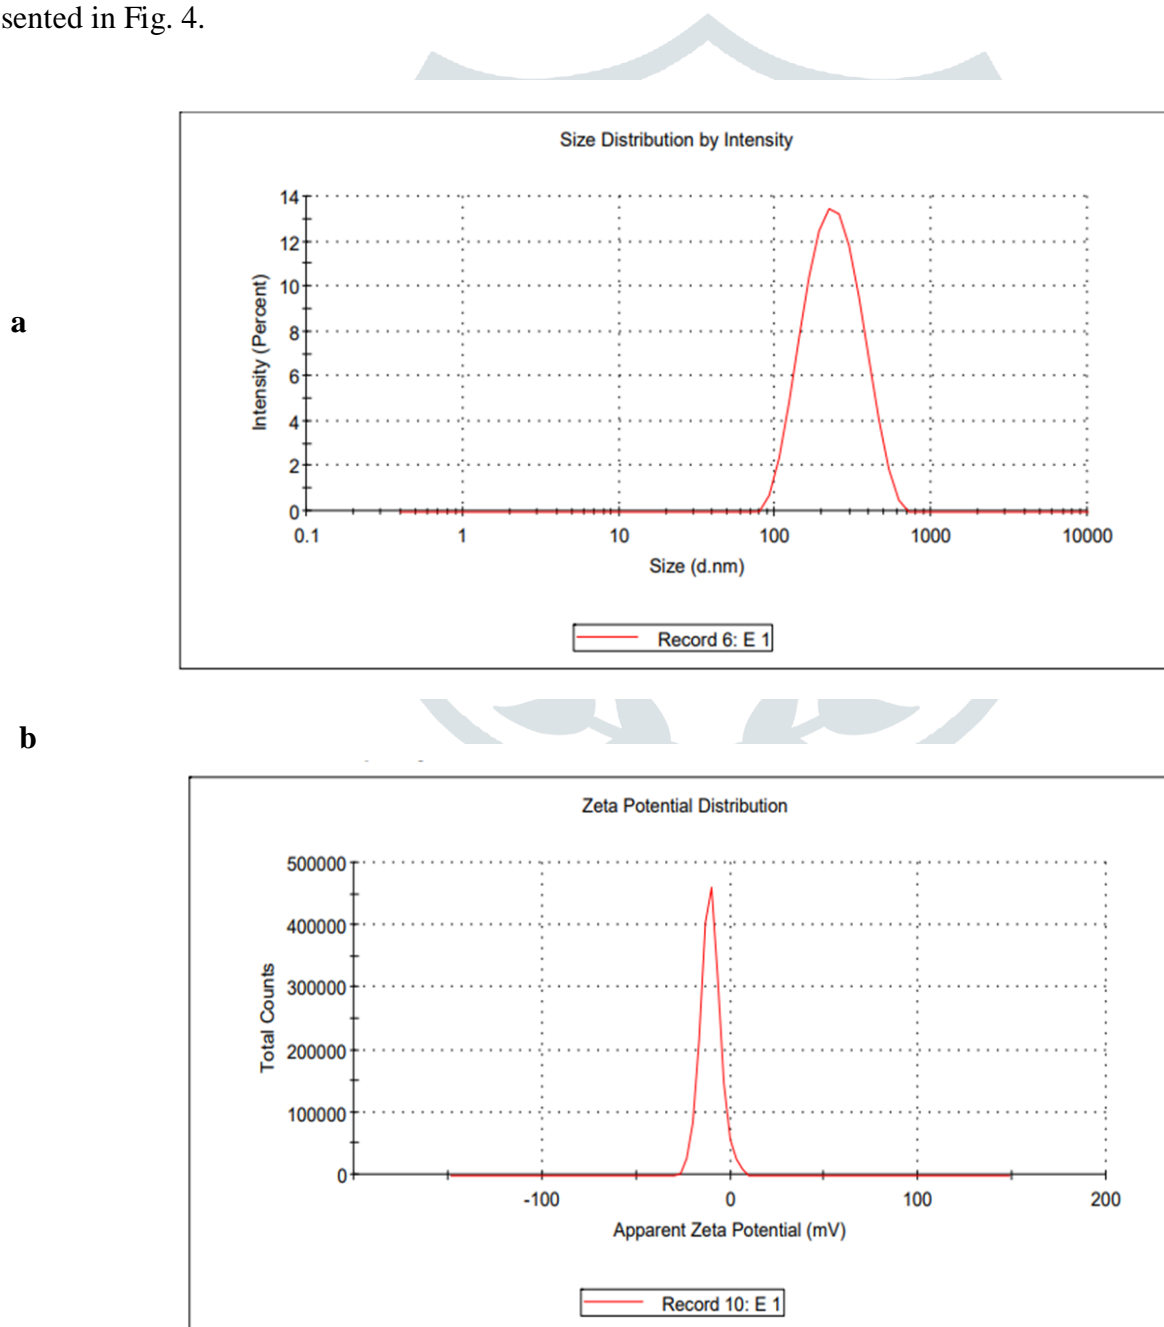 sented in Fig. 4.
a
Size Distribution by Intensity
14
12
10
8
6
4
2
0
Intensity (Percent)
0.1 1 10 100 1000 10000
Size (d.nm)
Record 6: E 1
b
Zeta Potential Distribution
500000
400000
300000
200000
100000
0
Total Counts
-100 0 100 200
Apparent Zeta Potential (mV)
Record 10: E 1